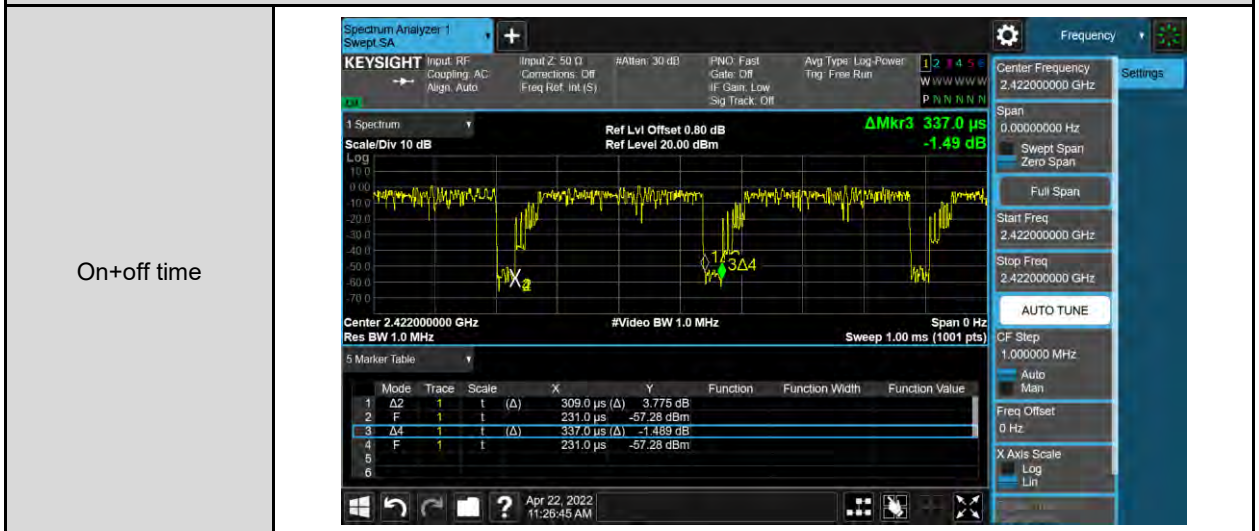 On+off time
Spectrum Analyzer 1
Swept SA
+
Frequency
KEYSIGHT
Input: RF
Coupling: AC
Align: Auto
Input Z: 50 Ω
Corrections: Off
Freq Ref: Int (S)
#Atten: 30 dB
PNO: Fast
Gate: Off
IF Gain: Low
Sig Track: Off
Avg Type: Log-Power
Trig: Free Run
1 2 3 4 5 6
W W W W W W
P N N N N N
1 Spectrum
Scale/Div 10 dB
Ref Lvl Offset 0.80 dB
Ref Level 20.00 dBm
ΔMkr3 337.0 µs
-1.49 dB
Log
10.0
0.00
-10.0
-20.0
-30.0
-40.0
-50.0
-60.0
-70.0
3Δ4
Center 2.422000000 GHz
Res BW 1.0 MHz
#Video BW 1.0 MHz
Span 0 Hz
Sweep 1.00 ms (1001 pts)
5 Marker Table
Mode Trace Scale X Y Function Function Width Function Value
1 Δ2 1 t (Δ) 309.0 µs (Δ) 3.775 dB
2 F 1 t 231.0 µs -57.28 dBm
3 Δ4 1 t (Δ) 337.0 µs (Δ) -1.489 dB
4 F 1 t 231.0 µs -57.28 dBm
5
6
?
Apr 22, 2022
11:26:45 AM
Center Frequency
2.422000000 GHz
Settings
Span
0.00000000 Hz
Swept Span
Zero Span
Full Span
Start Freq
2.422000000 GHz
Stop Freq
2.422000000 GHz
AUTO TUNE
CF Step
1.000000 MHz
Auto
Man
Freq Offset
0 Hz
X Axis Scale
Log
Lin